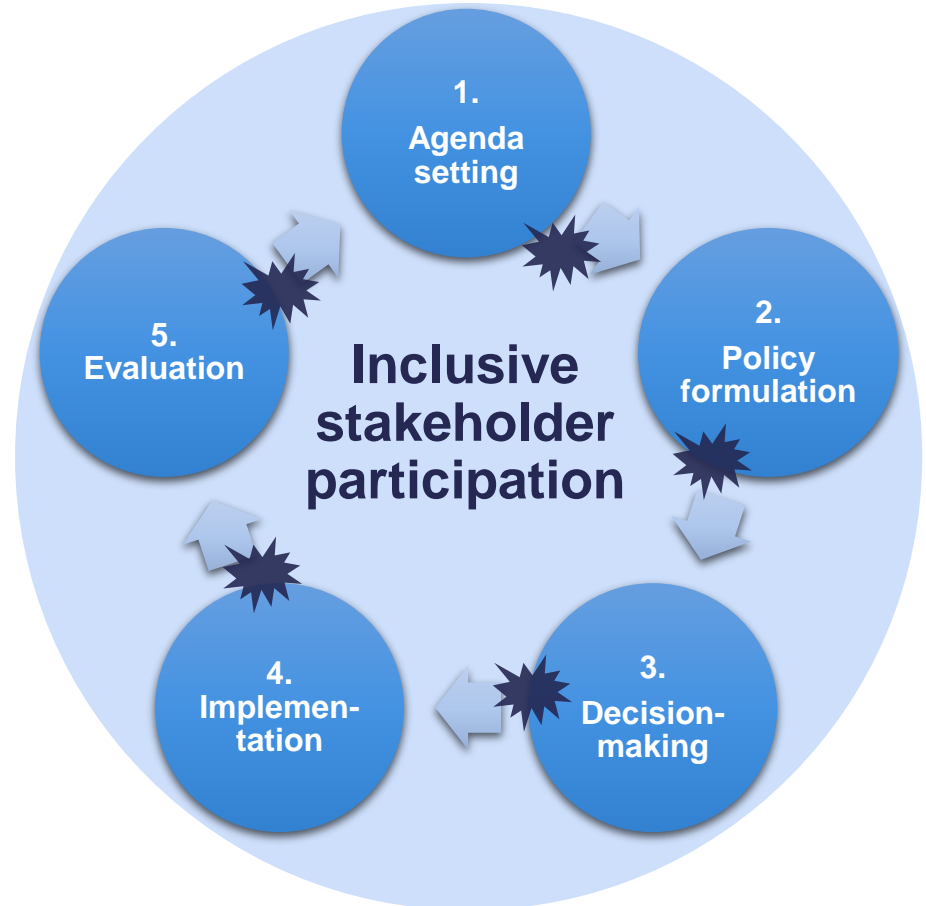 1.
Agenda
setting
2.
Policy
formulation
3.
Decision-
making
4.
Implemen-
tation
5.
Evaluation
Inclusive
stakeholder
participation